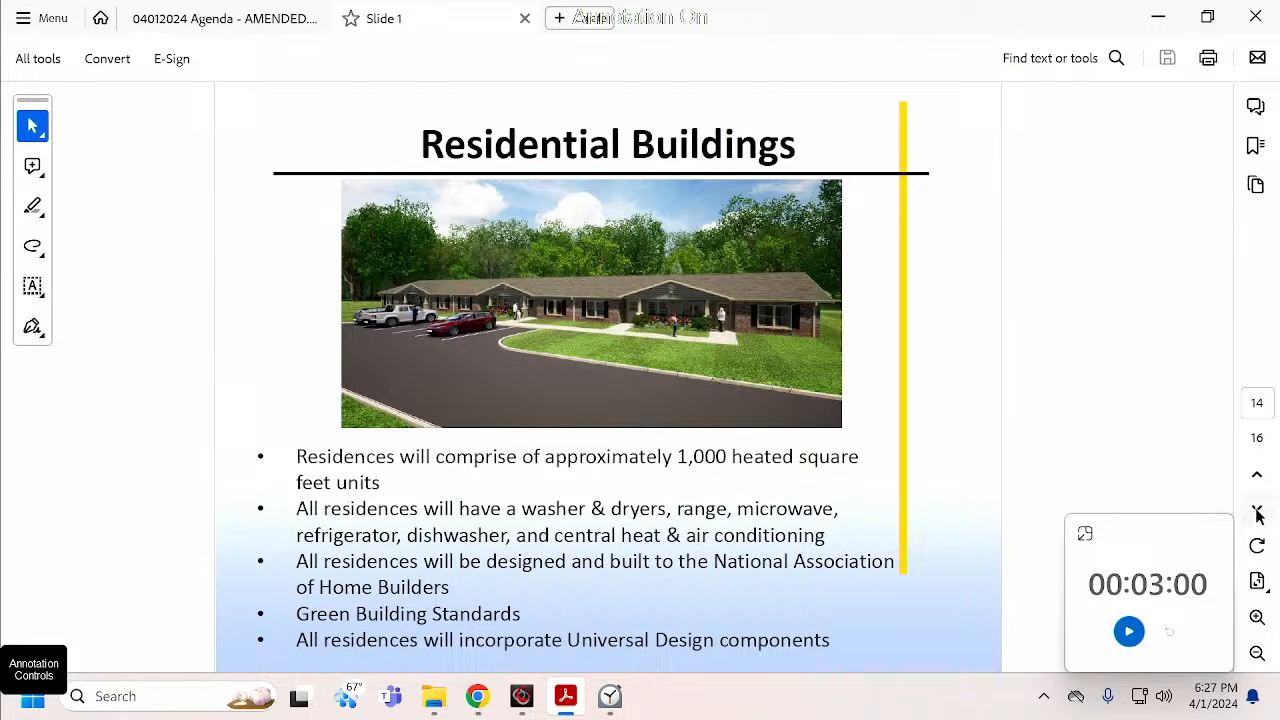 Menu
04012024 Agenda - AMENDED....
Slide 1
Annotation On
All tools
Convert
E-Sign
Find text or tools
Residential Buildings
• Residences will comprise of approximately 1,000 heated square
feet units
• All residences will have a washer & dryers, range, microwave,
refrigerator, dishwasher, and central heat & air conditioning
• All residences will be designed and built to the National Association
of Home Builders
• Green Building Standards
• All residences will incorporate Universal Design components
14
16
00:03:00
Annotation
Controls
Search
67°
6:27 PM
4/1/2024